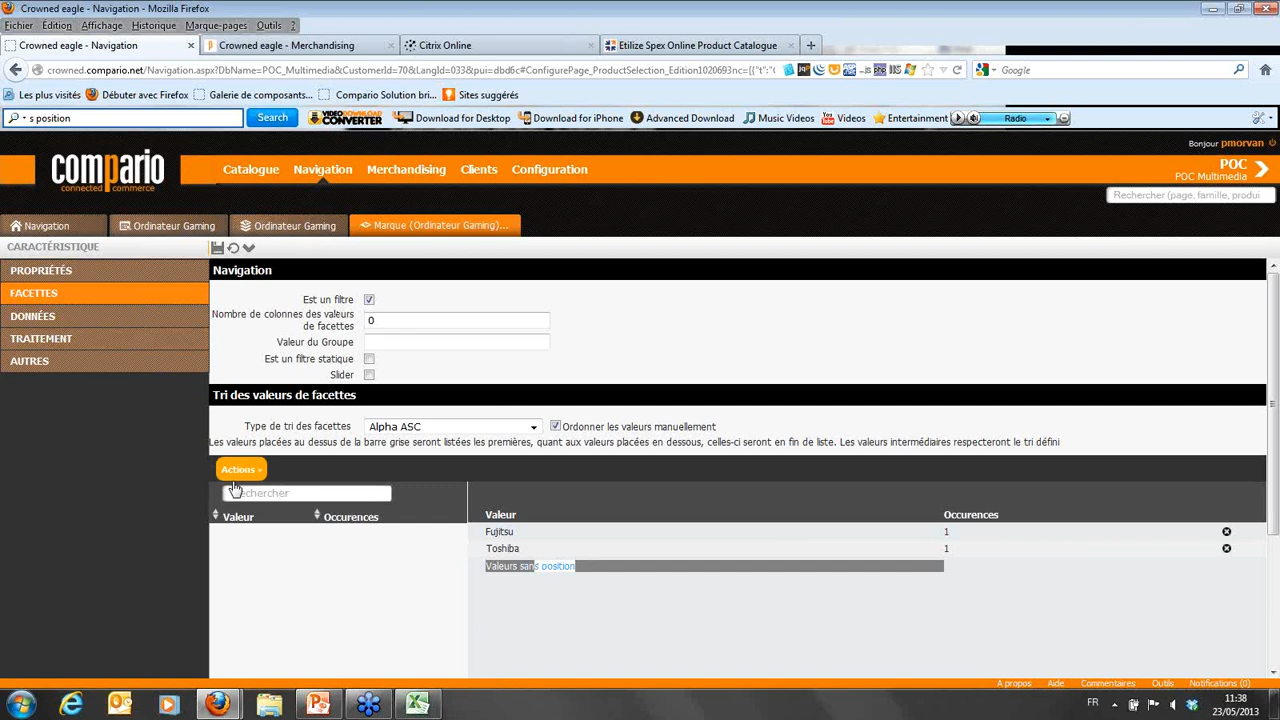 Crowned eagle - Navigation - Mozilla Firefox
Fichier Édition Affichage Historique Marque-pages Outils ?
Crowned eagle - Navigation Crowned eagle - Merchandising Citrix Online Etilize Spex Online Product Catalogue
Google
Les plus visités Débuter avec Firefox Galerie de composants... Compario Solution bri... Sites suggérés
s position Search VIDEO DOWNLOAD CONVERTER Download for Desktop Download for iPhone Advanced Download Music Videos Videos Entertainment Radio
Bonjour pmorvan
compario
connected commerce
Catalogue Navigation Merchandising Clients Configuration
POC
POC Multimedia
Rechercher (page, famille, produi
Navigation Ordinateur Gaming Ordinateur Gaming Marque (Ordinateur Gaming)...
CARACTÉRISTIQUE
PROPRIÉTÉS
FACETTES
DONNÉES
TRAITEMENT
AUTRES
Navigation
Est un filtre
Nombre de colonnes des valeurs
de facettes
0
Valeur du Groupe
Est un filtre statique
Slider
Tri des valeurs de facettes
Type de tri des facettes Alpha ASC Ordonner les valeurs manuellement
Les valeurs placées au dessus de la barre grise seront listées les premières, quant aux valeurs placées en dessous, celles-ci seront en fin de liste. Les valeurs intermédiaires respecteront le tri défini
Actions
Valeur Occurences
Valeur Occurences
Fujitsu 1
Toshiba 1
Valeurs sans position
A propos Aide Commentaires Outils Notifications (0)
FR 11:38
23/05/2013